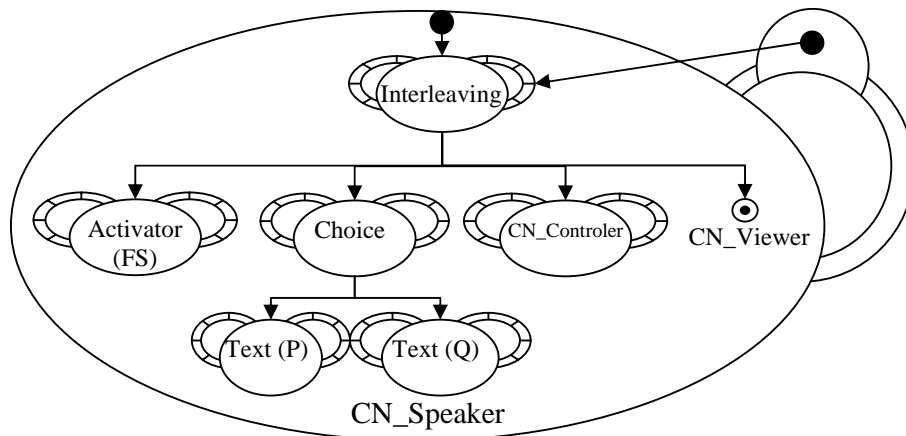 Interleaving
Activator
(FS)
Choice
CN_Controler
CN_Viewer
Text (P)
Text (Q)
CN_Speaker